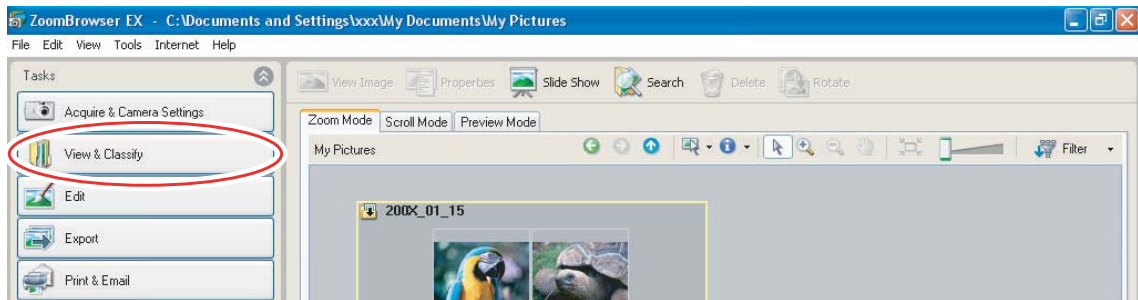 ZoomBrowser EX - C:\Documents and Settings\xxx\My Documents\My Pictures
File Edit View Tools Internet Help
Tasks
View Image Properties Slide Show Search Delete Rotate
Acquire & Camera Settings
Zoom Mode Scroll Mode Preview Mode
View & Classify
My Pictures Filter
Edit
200X_01_15
Export
Print & Email